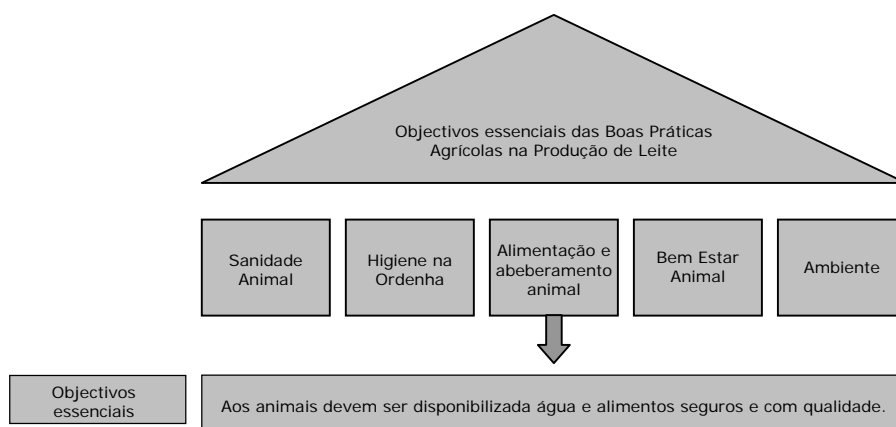 Objectivos essenciais das Boas Práticas
Agrícolas na Produção de Leite
Sanidade
Animal
Higiene na
Ordenha
Alimentação e
abeberamento
animal
Bem Estar
Animal
Ambiente
Objectivos
essenciais
Aos animais devem ser disponibilizada água e alimentos seguros e com qualidade.